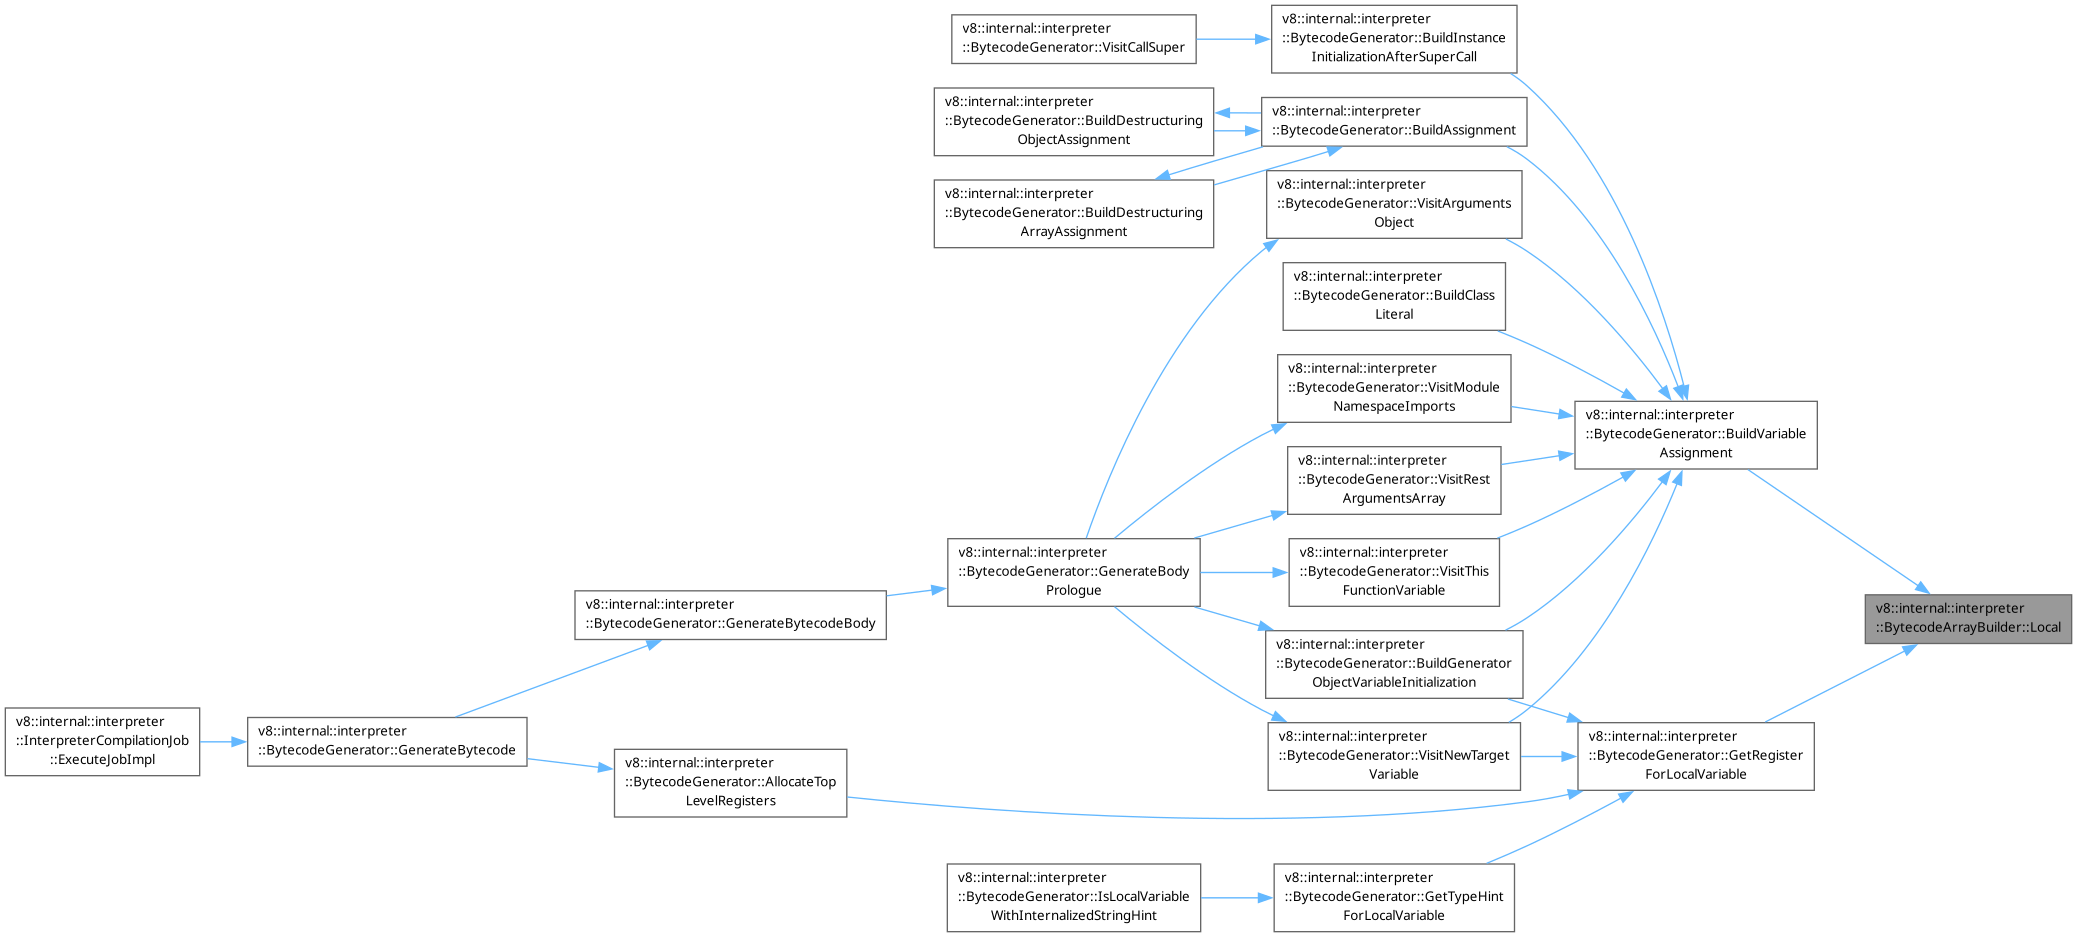 v8::internal::interpreter
::BytecodeGenerator::VisitCallSuper
v8::internal::interpreter
::BytecodeGenerator::BuildInstance
InitializationAfterSuperCall
v8::internal::interpreter
::BytecodeGenerator::BuildDestructuring
ObjectAssignment
v8::internal::interpreter
::BytecodeGenerator::BuildAssignment
v8::internal::interpreter
::BytecodeGenerator::BuildDestructuring
ArrayAssignment
v8::internal::interpreter
::BytecodeGenerator::VisitArguments
Object
v8::internal::interpreter
::BytecodeGenerator::BuildClass
Literal
v8::internal::interpreter
::BytecodeGenerator::VisitModule
NamespaceImports
v8::internal::interpreter
::BytecodeGenerator::BuildVariable
Assignment
v8::internal::interpreter
::BytecodeGenerator::VisitRest
ArgumentsArray
v8::internal::interpreter
::BytecodeGenerator::GenerateBody
Prologue
v8::internal::interpreter
::BytecodeGenerator::VisitThis
FunctionVariable
v8::internal::interpreter
::BytecodeGenerator::GenerateBytecodeBody
v8::internal::interpreter
::BytecodeArrayBuilder::Local
v8::internal::interpreter
::BytecodeGenerator::BuildGenerator
ObjectVariableInitialization
v8::internal::interpreter
::InterpreterCompilationJob
::ExecuteJobImpl
v8::internal::interpreter
::BytecodeGenerator::GenerateBytecode
v8::internal::interpreter
::BytecodeGenerator::AllocateTop
LevelRegisters
v8::internal::interpreter
::BytecodeGenerator::VisitNewTarget
Variable
v8::internal::interpreter
::BytecodeGenerator::GetRegister
ForLocalVariable
v8::internal::interpreter
::BytecodeGenerator::IsLocalVariable
WithInternalizedStringHint
v8::internal::interpreter
::BytecodeGenerator::GetTypeHint
ForLocalVariable